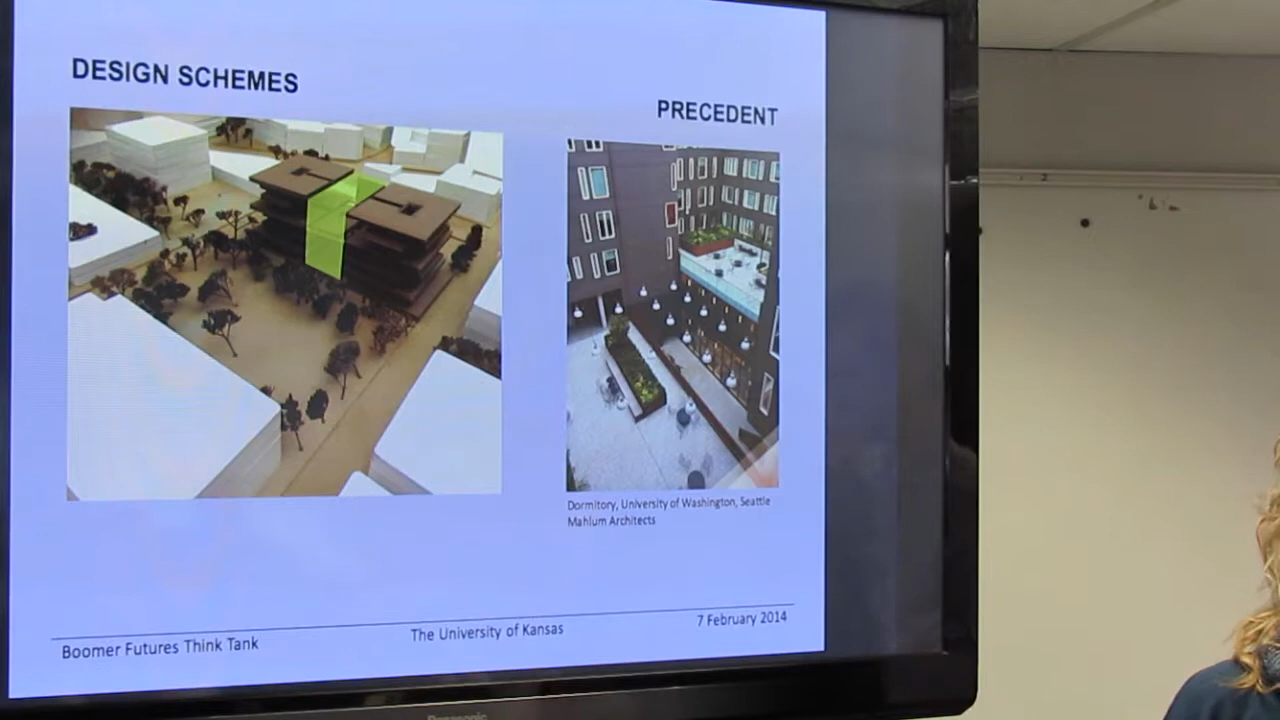 DESIGN SCHEMES
PRECEDENT
Dormitory, University of Washington, Seattle
Mahlum Architects
Boomer Futures Think Tank
The University of Kansas
7 February 2014
Panasonic